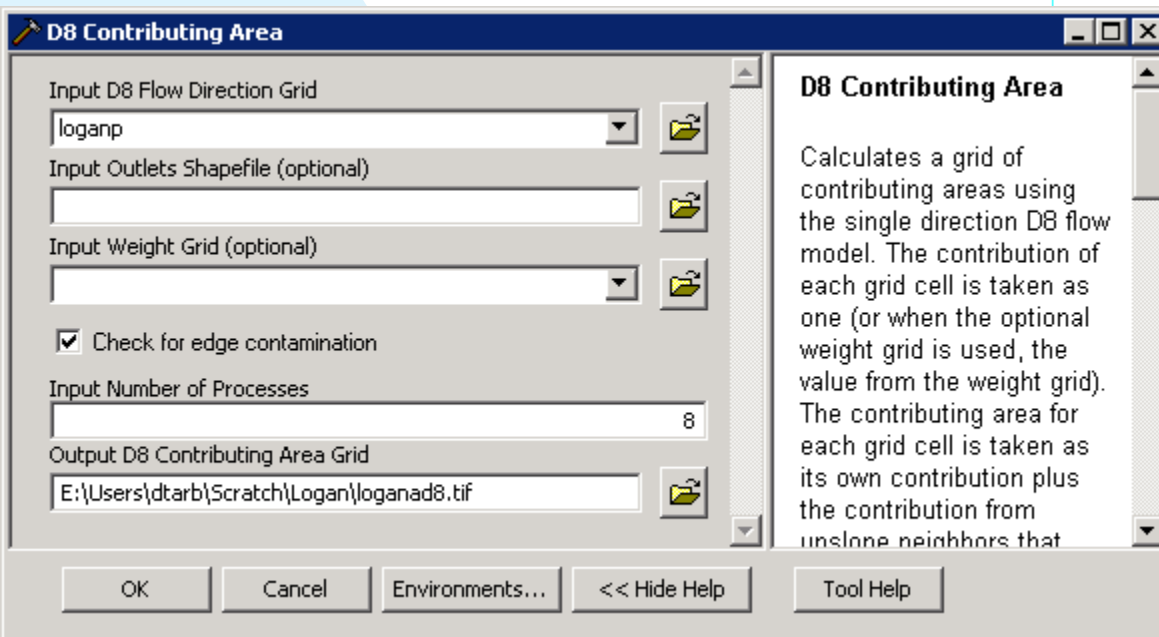 D8 Contributing Area
Input D8 Flow Direction Grid
loganp
Input Outlets Shapefile (optional)
Input Weight Grid (optional)
Check for edge contamination
Input Number of Processes
8
Output D8 Contributing Area Grid
E:\Users\dtarb\Scratch\Logan\loganad8.tif
D8 Contributing Area
Calculates a grid of
contributing areas using
the single direction D8 flow
model. The contribution of
each grid cell is taken as
one (or when the optional
weight grid is used, the
value from the weight grid).
The contributing area for
each grid cell is taken as
its own contribution plus
the contribution from
upslope neighbors that
OK
Cancel
Environments...
<< Hide Help
Tool Help